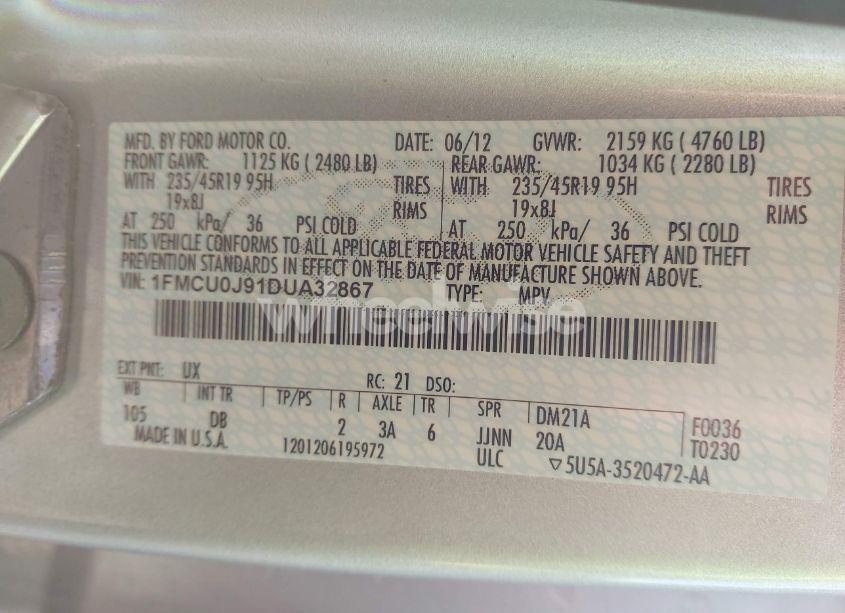 MFD. BY FORD MOTOR CO. DATE: 06/12 GVWR: 2159 KG ( 4760 LB)
FRONT GAWR: 1125 KG ( 2480 LB) REAR GAWR: 1034 KG ( 2280 LB)
WITH 235/45R19 95H TIRES WITH 235/45R19 95H TIRES
19x8J RIMS 19x8J RIMS
AT 250 kPa/ 36 PSI COLD AT 250 kPa/ 36 PSI COLD
THIS VEHICLE CONFORMS TO ALL APPLICABLE FEDERAL MOTOR VEHICLE SAFETY AND THEFT
PREVENTION STANDARDS IN EFFECT ON THE DATE OF MANUFACTURE SHOWN ABOVE.
VIN: 1FMCU0J91DUA32867 TYPE: MPV
wheelwise
EXT PNT: UX RC: 21 DSO:
WB INT TR TP/PS R AXLE TR SPR DM21A F0036
105 DB 2 3A 6 JJNN 20A T0230
MADE IN U.S.A. 1201206195972 ULC ▽5U5A-3520472-AA